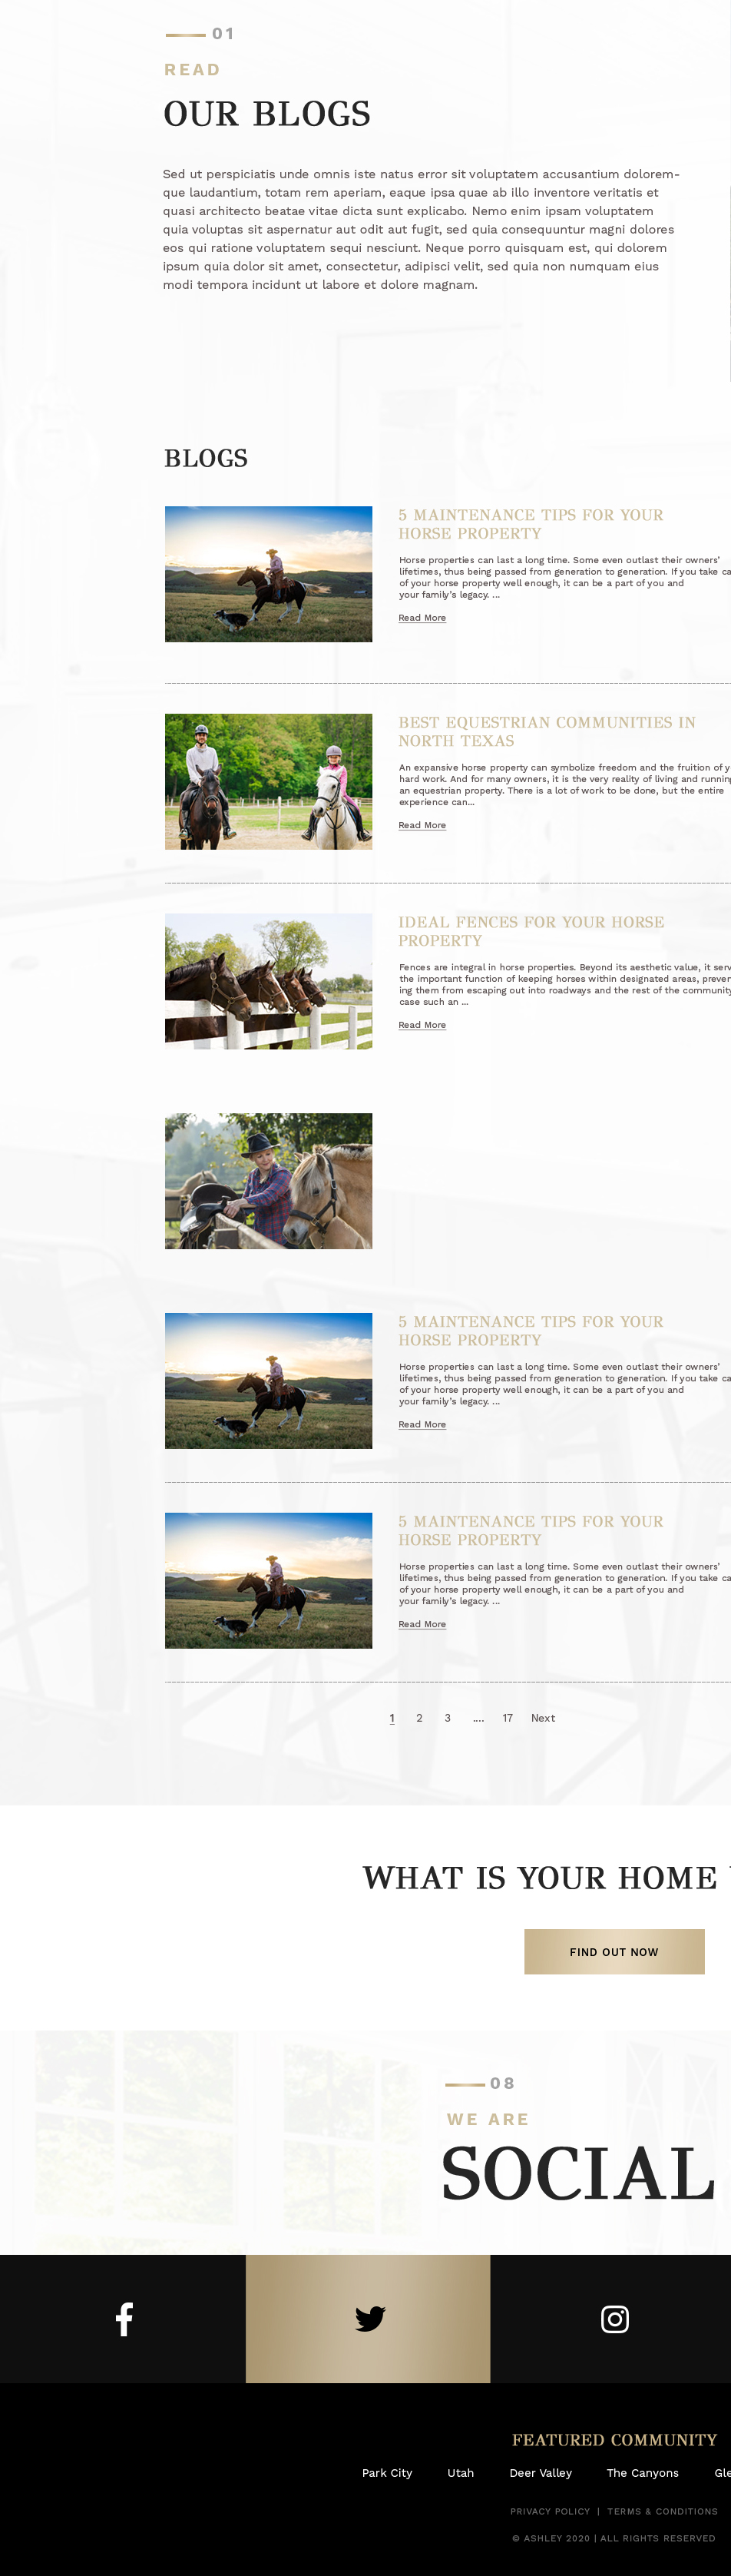 01
READ
OUR BLOGS
Sed ut perspiciatis unde omnis iste natus error sit voluptatem accusantium dolorem-
que laudantium, totam rem aperiam, eaque ipsa quae ab illo inventore veritatis et
quasi architecto beatae vitae dicta sunt explicabo. Nemo enim ipsam voluptatem
quia voluptas sit aspernatur aut odit aut fugit, sed quia consequuntur magni dolores
eos qui ratione voluptatem sequi nesciunt. Neque porro quisquam est, qui dolorem
ipsum quia dolor sit amet, consectetur, adipisci velit, sed quia non numquam eius
modi tempora incidunt ut labore et dolore magnam.
BLOGS
5 MAINTENANCE TIPS FOR YOUR
HORSE PROPERTY
Horse properties can last a long time. Some even outlast their owners'
lifetimes, thus being passed from generation to generation. If you take
of your horse property well enough, it can be a part of you and
your family's legacy. ...
Read More
BEST EQUESTRIAN COMMUNITIES IN
NORTH TEXAS
An expansive horse property can symbolize freedom and the fruition of
hard work. And for many owners, it is the very reality of living and running
an equestrian property. There is a lot of work to be done, but the entire
experience can...
Read More
IDEAL FENCES FOR YOUR HORSE
PROPERTY
Fences are integral in horse properties. Beyond its aesthetic value, it
the important function of keeping horses within designated areas,
ing them from escaping out into roadways and the rest of the community
case such an ...
Read More
5 MAINTENANCE TIPS FOR YOUR
HORSE PROPERTY
Horse properties can last a long time. Some even outlast their owners'
lifetimes, thus being passed from generation to generation. If you take
of your horse property well enough, it can be a part of you and
your family's legacy. ...
Read More
5 MAINTENANCE TIPS FOR YOUR
HORSE PROPERTY
Horse properties can last a long time. Some even outlast their owners'
lifetimes, thus being passed from generation to generation. If you take
of your horse property well enough, it can be a part of you and
your family's legacy. ...
Read More
1 2 3 .... 17 Next
WHAT IS YOUR HOME
FIND OUT NOW
08
WE ARE
SOCIAL
FEATURED COMMUNITY
Park City Utah Deer Valley The Canyons
PRIVACY POLICY | TERMS & CONDITIONS
© ASHLEY 2020 | ALL RIGHTS RESERVED